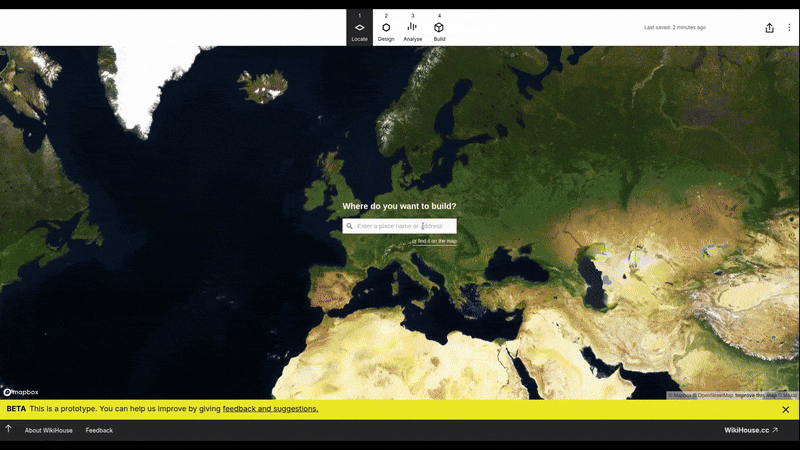 1
Locate
2
Design
3
Analyse
4
Build
Last saved: 2 minutes ago
Where do you want to build?
Enter a place name or address
or find it on the map
mapbox
© Mapbox © OpenStreetMap Improve this map © Maxar
BETA This is a prototype. You can help us improve by giving feedback and suggestions.
About WikiHouse
Feedback
WikiHouse.cc